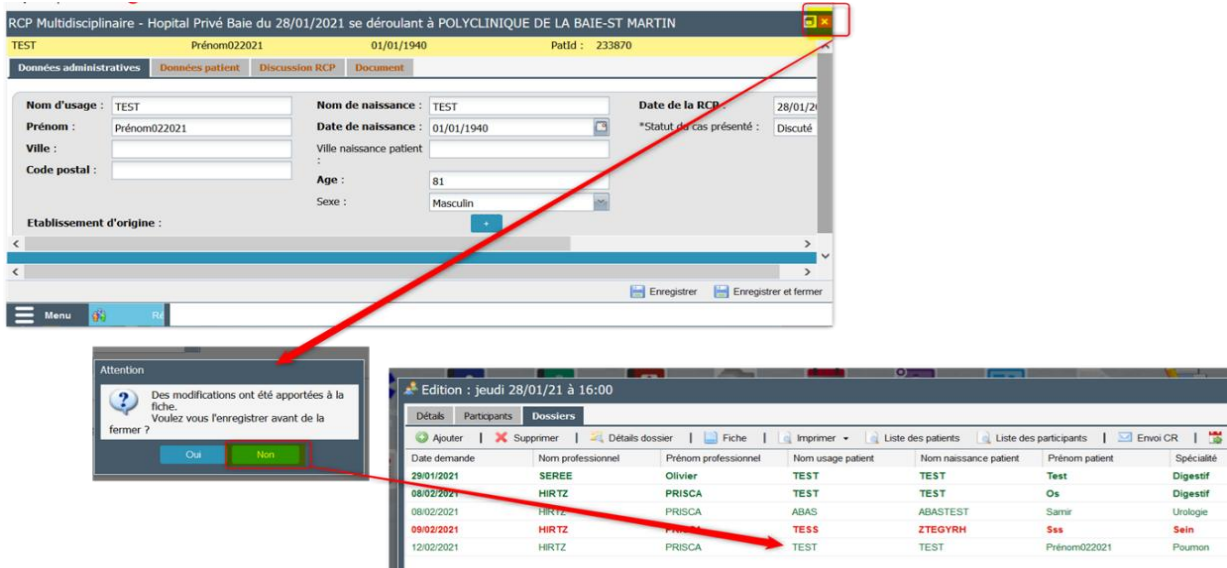 RCP Multidisciplinaire - Hopital Privé Baie du 28/01/2021 se déroulant à POLYCLINIQUE DE LA BAIE-ST MARTIN
TEST Prénom022021 01/01/1940 PatId : 233870
Données administratives Données patient Discussion RCP Document
Nom d'usage : TEST Nom de naissance : TEST Date de la RCP : 28/01/20
Prénom : Prénom022021 Date de naissance : 01/01/1940 *Statut du cas présenté : Discuté
Ville : Ville naissance patient :
Code postal :
Age : 81
Sexe : Masculin
Etablissement d'origine : +
Enregistrer Enregistrer et fermer
Menu Ré
Attention
Des modifications ont été apportées à la
fiche.
Voulez vous l'enregistrer avant de la
fermer ?
Oui Non
Edition : jeudi 28/01/21 à 16:00
Détails Participants Dossiers
Ajouter | Supprimer | Détails dossier | Fiche | Imprimer | Liste des patients Liste des participants | Envoi CR |
Date demande Nom professionnel Prénom professionnel Nom usage patient Nom naissance patient Prénom patient Spécialité
29/01/2021 SEREE Olivier TEST TEST Test Digestif
08/02/2021 HIRTZ PRISCA TEST TEST Os Digestif
08/02/2021 HIRTZ PRISCA ABAS ABASTEST Samir Urologie
09/02/2021 HIRTZ PRISCA TESS ZTEGYRH Sss Sein
12/02/2021 HIRTZ PRISCA TEST TEST Prénom022021 Poumon